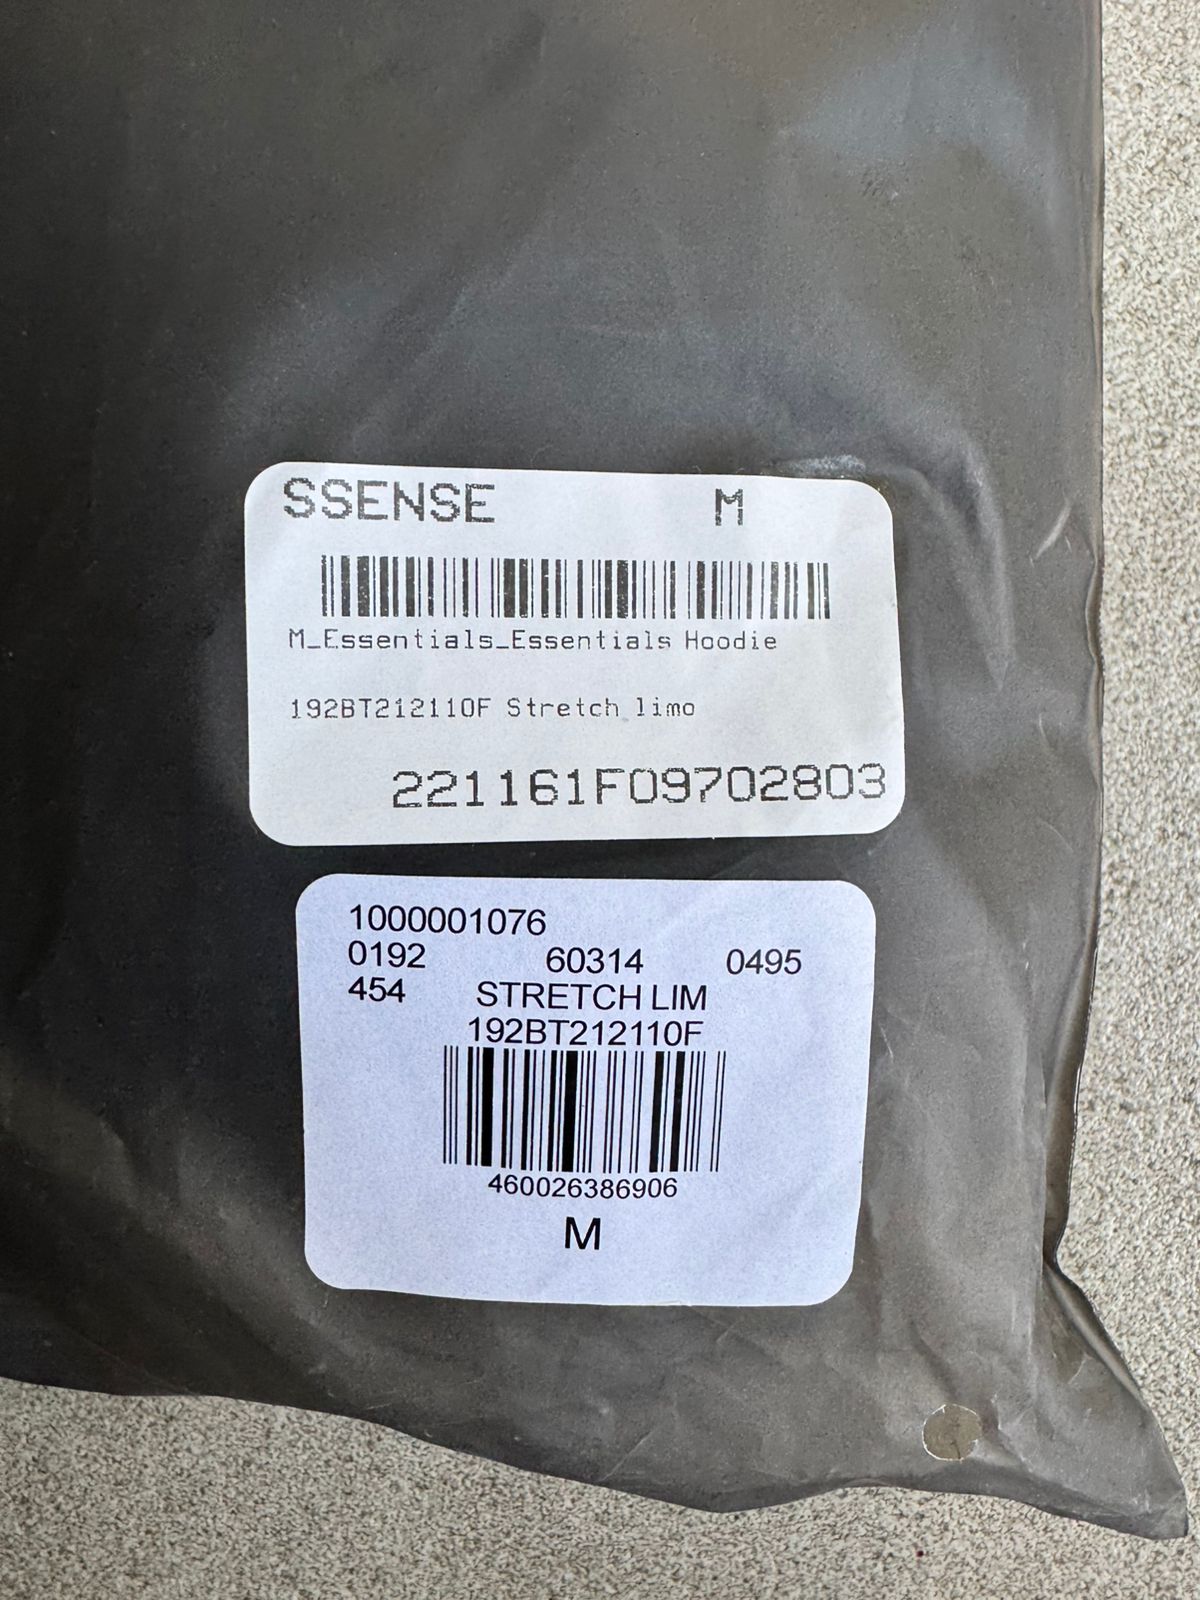 SSENSE M
M_Essentials_Essentials Hoodie
192BT212110F Stretch limo
221161F09702803
1000001076
0192 60314 0495
454 STRETCH LIM
192BT212110F
460026386906
M